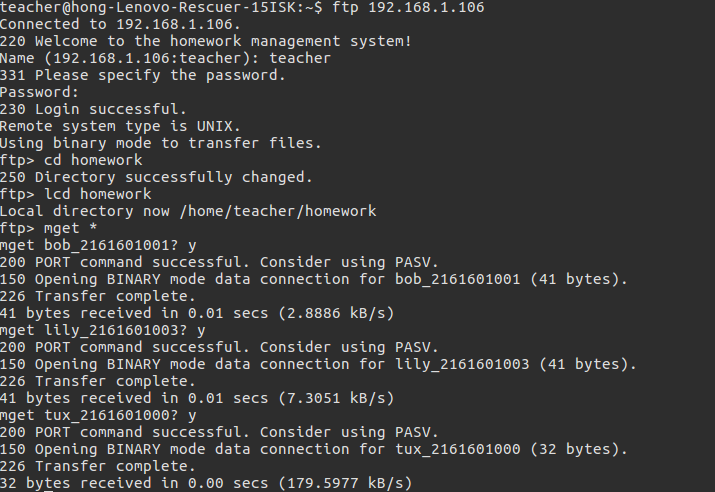 teacher@hong-Lenovo-Rescuer-15ISK:~$ ftp 192.168.1.106
Connected to 192.168.1.106.
220 Welcome to the homework management system!
Name (192.168.1.106:teacher): teacher
331 Please specify the password.
Password:
230 Login successful.
Remote system type is UNIX.
Using binary mode to transfer files.
ftp> cd homework
250 Directory successfully changed.
ftp> lcd homework
Local directory now /home/teacher/homework
ftp> mget *
mget bob_2161601001? y
200 PORT command successful. Consider using PASV.
150 Opening BINARY mode data connection for bob_2161601001 (41 bytes).
226 Transfer complete.
41 bytes received in 0.01 secs (2.8886 kB/s)
mget lily_2161601003? y
200 PORT command successful. Consider using PASV.
150 Opening BINARY mode data connection for lily_2161601003 (41 bytes).
226 Transfer complete.
41 bytes received in 0.01 secs (7.3051 kB/s)
mget tux_2161601000? y
200 PORT command successful. Consider using PASV.
150 Opening BINARY mode data connection for tux_2161601000 (32 bytes).
226 Transfer complete.
32 bytes received in 0.00 secs (179.5977 kB/s)